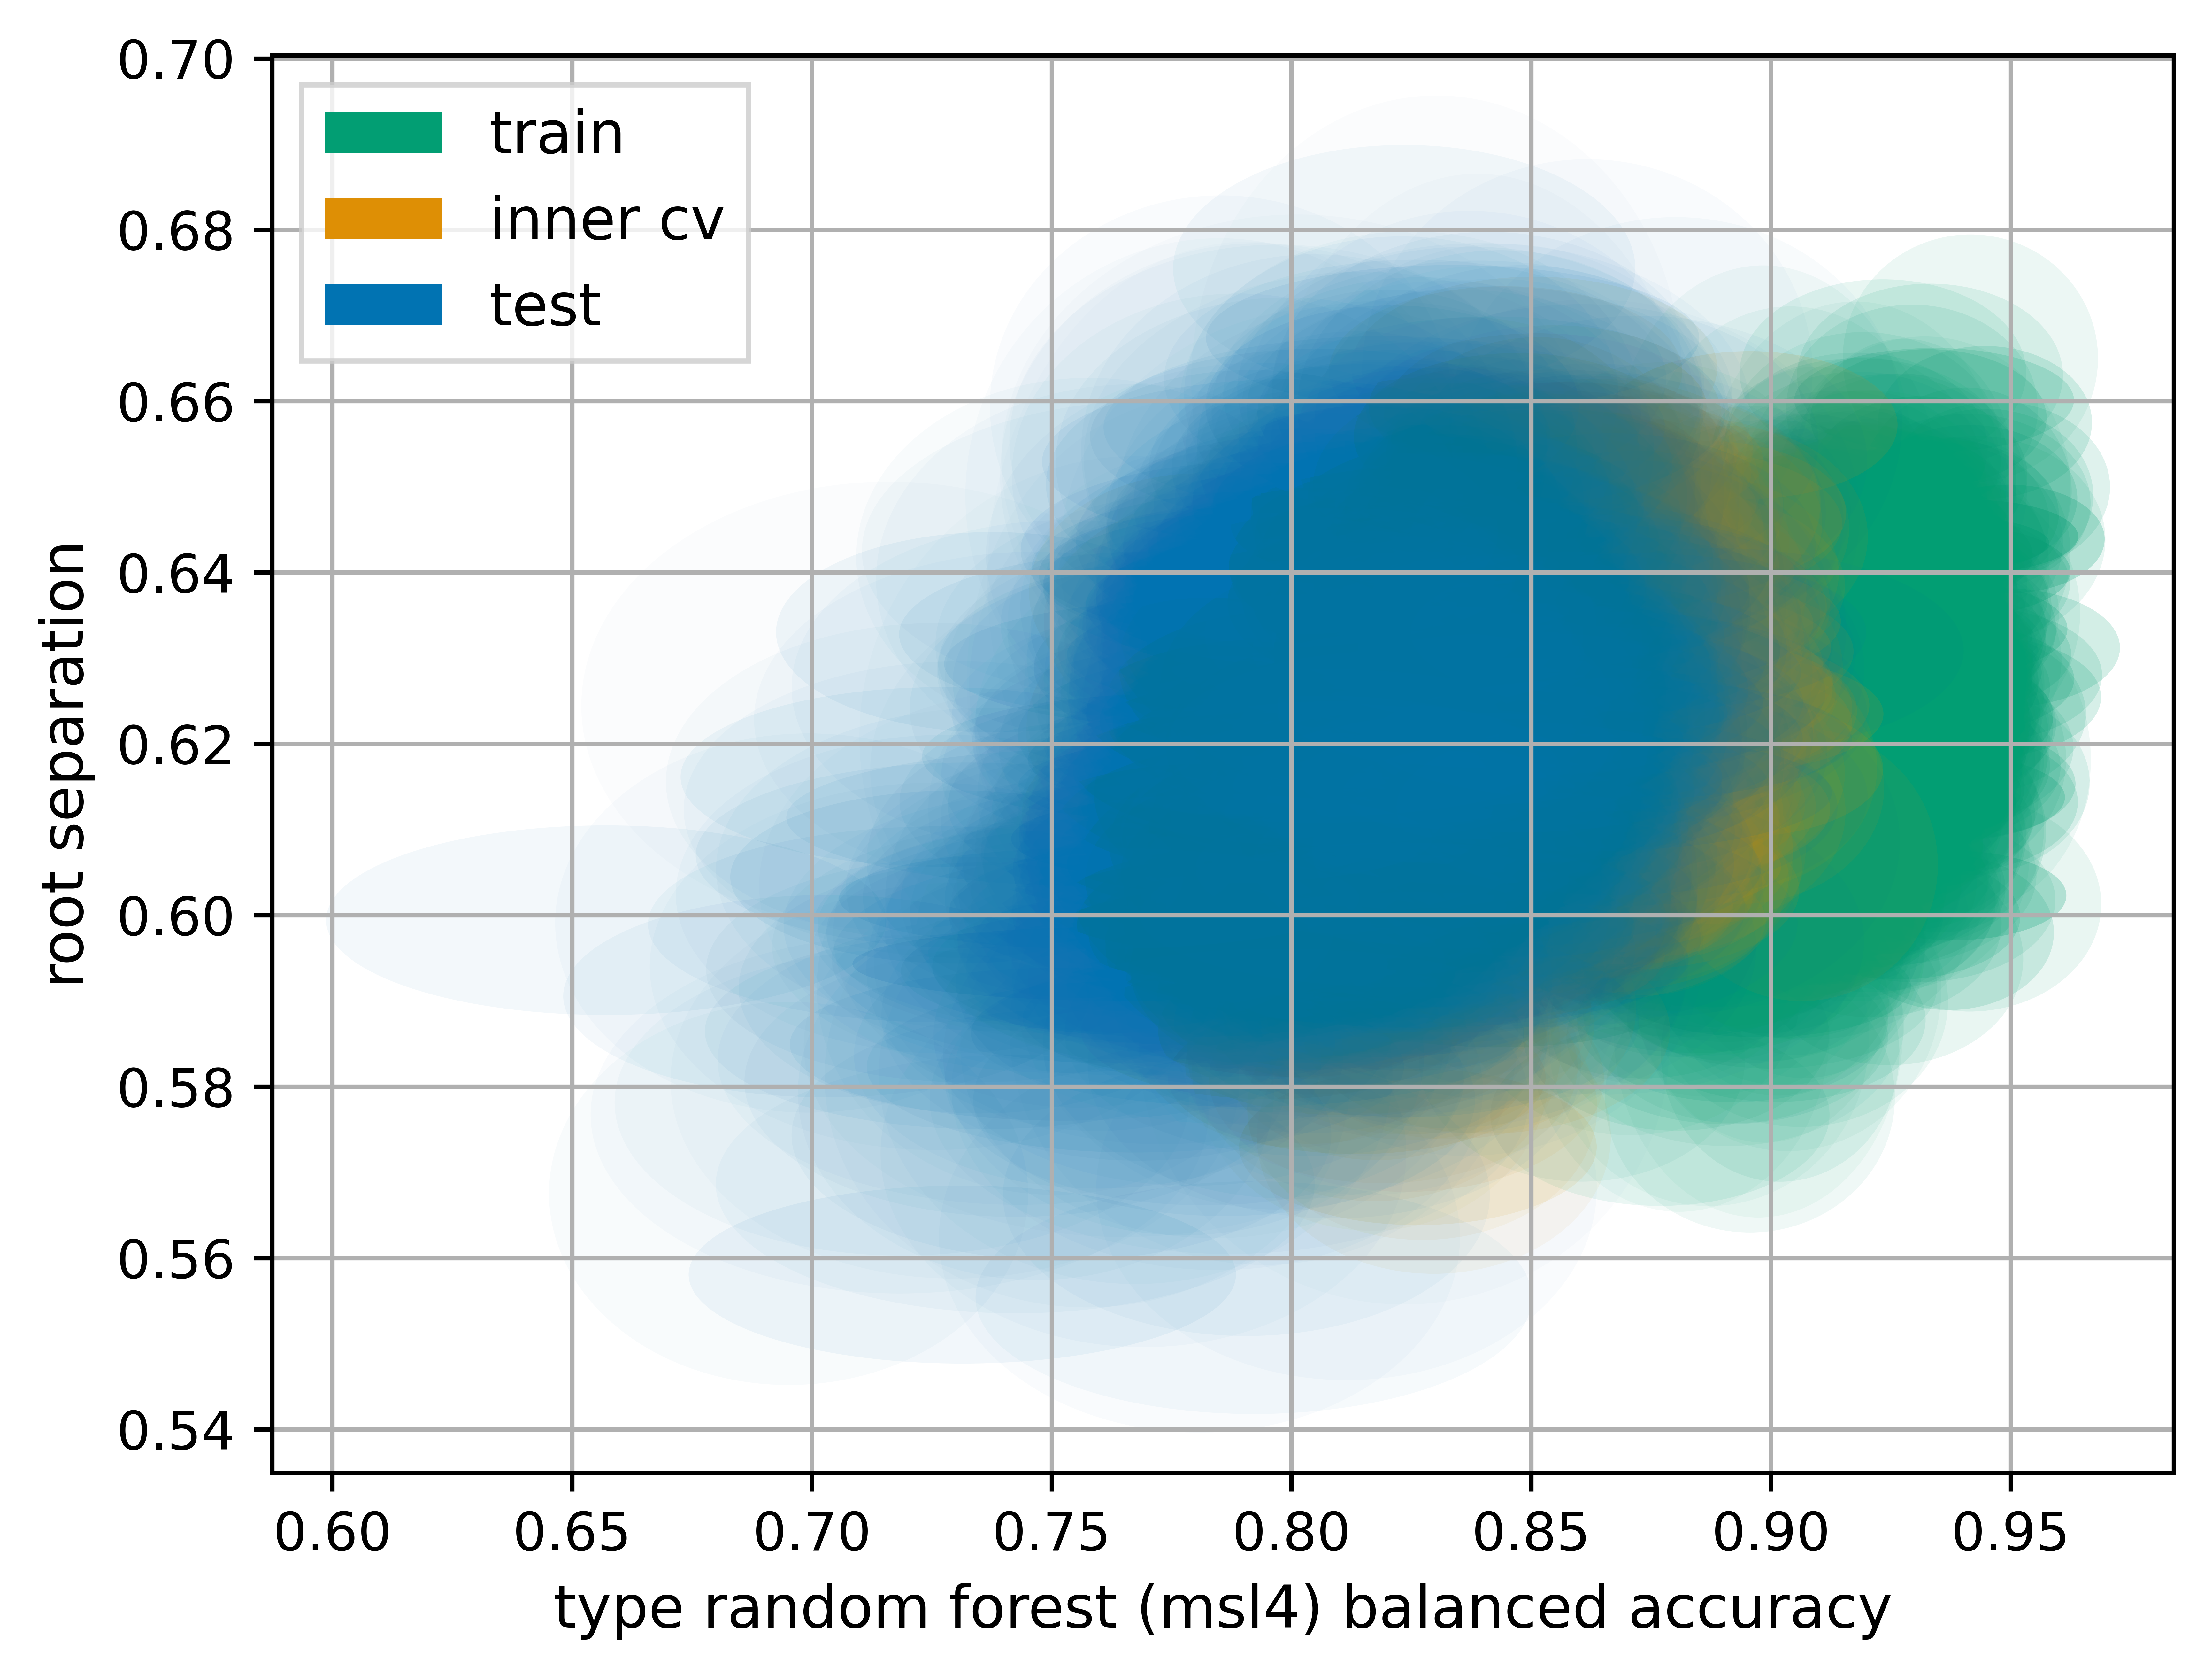 0.70
0.68
0.66
0.64
0.62
0.60
0.58
0.56
0.54
root separation
train
inner cv
test
0.60 0.65 0.70 0.75 0.80 0.85 0.90 0.95
type random forest (msl4) balanced accuracy